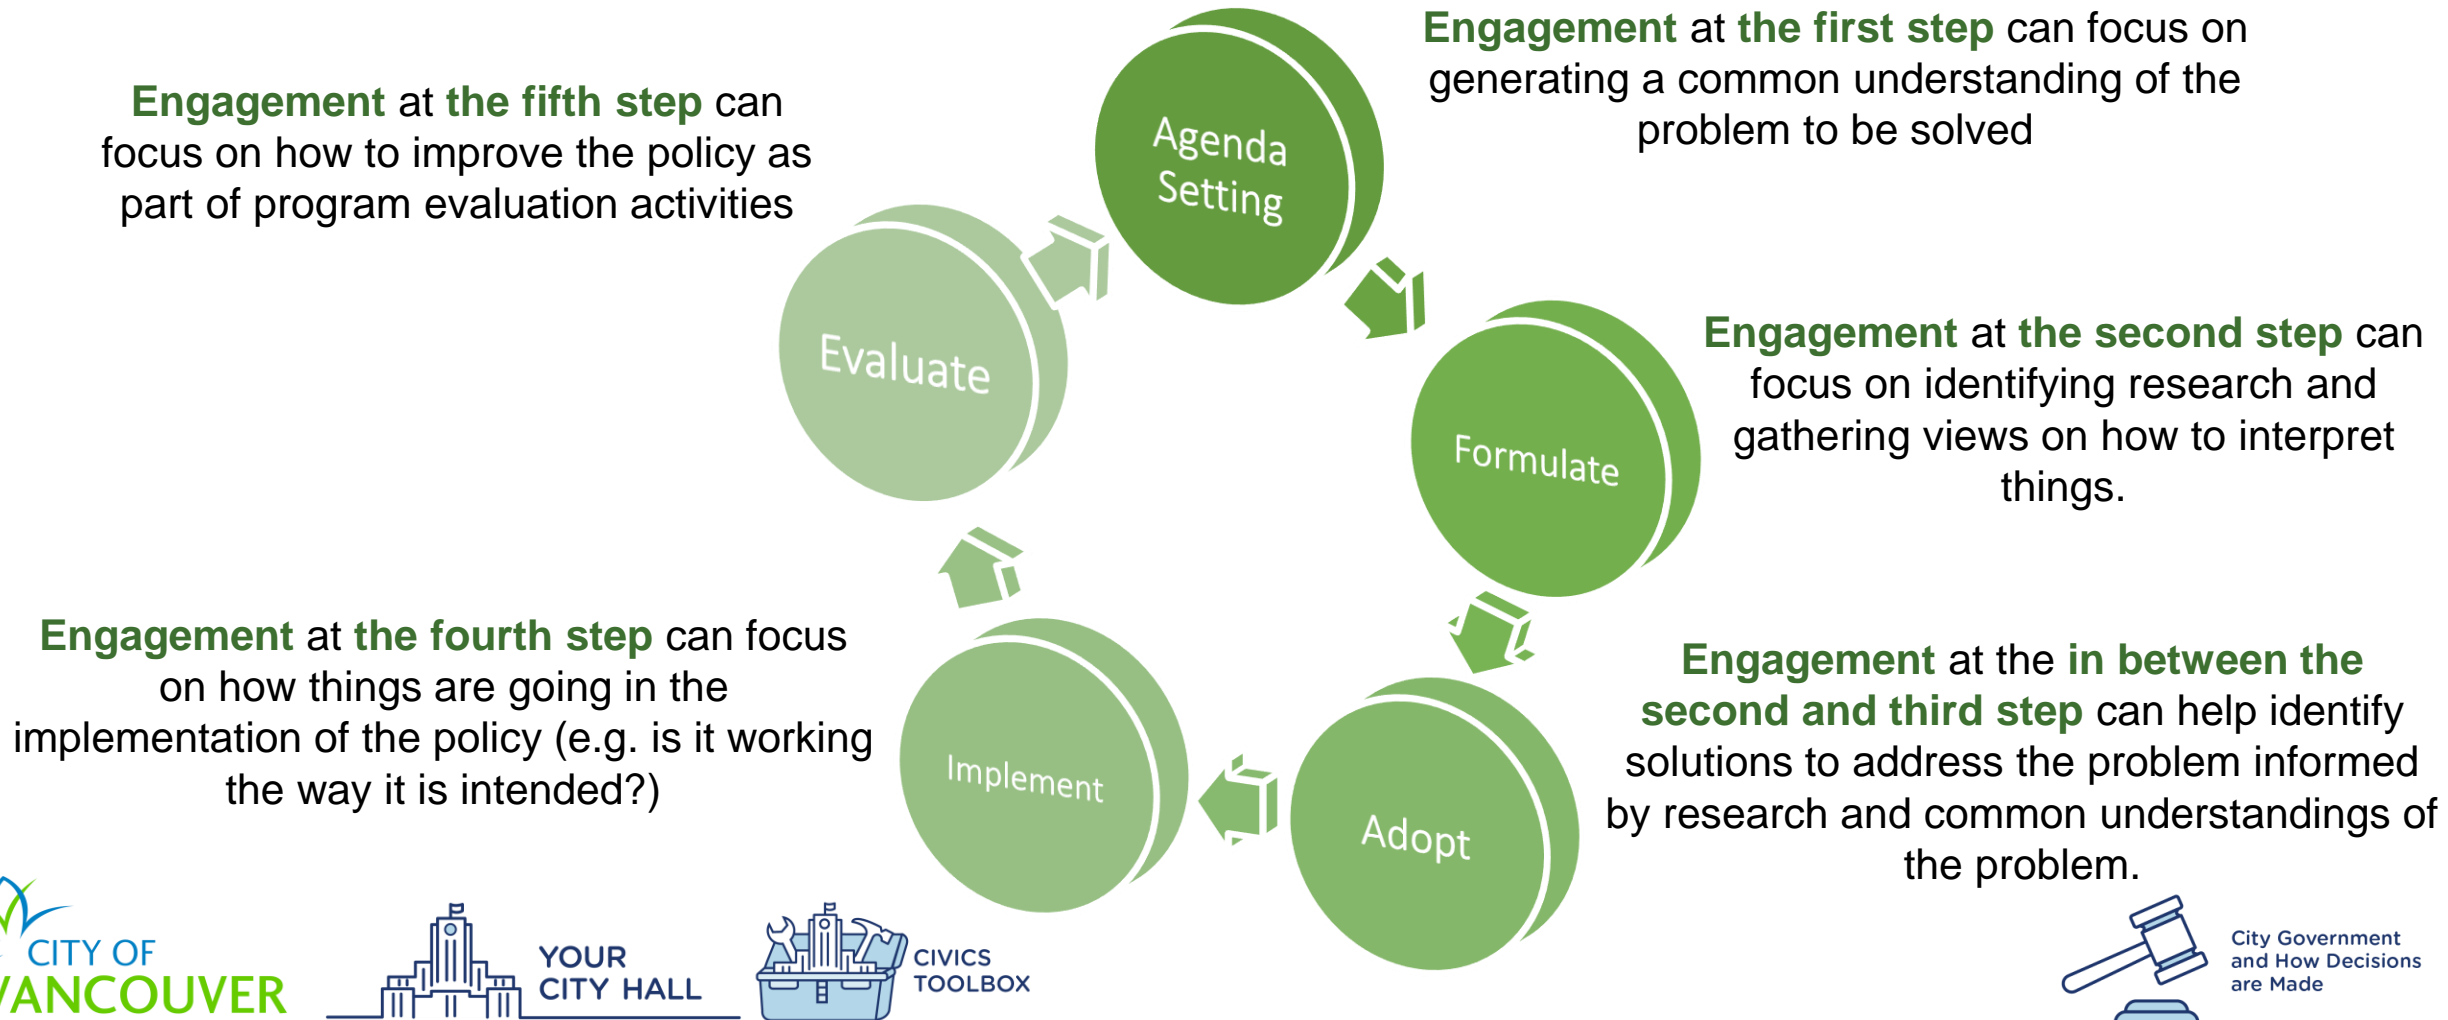 Engagement at the first step can focus on
generating a common understanding of the
problem to be solved
Engagement at the fifth step can
focus on how to improve the policy as
part of program evaluation activities
Agenda
Setting
Evaluate
Engagement at the second step can
focus on identifying research and
gathering views on how to interpret
things.
Formulate
Engagement at the fourth step can focus
on how things are going in the
implementation of the policy (e.g. is it working
the way it is intended?)
Implement
Adopt
Engagement at the in between the
second and third step can help identify
solutions to address the problem informed
by research and common understandings of
the problem.
CITY OF
VANCOUVER
YOUR
CITY HALL
CIVICS
TOOLBOX
City Government
and How Decisions
are Made